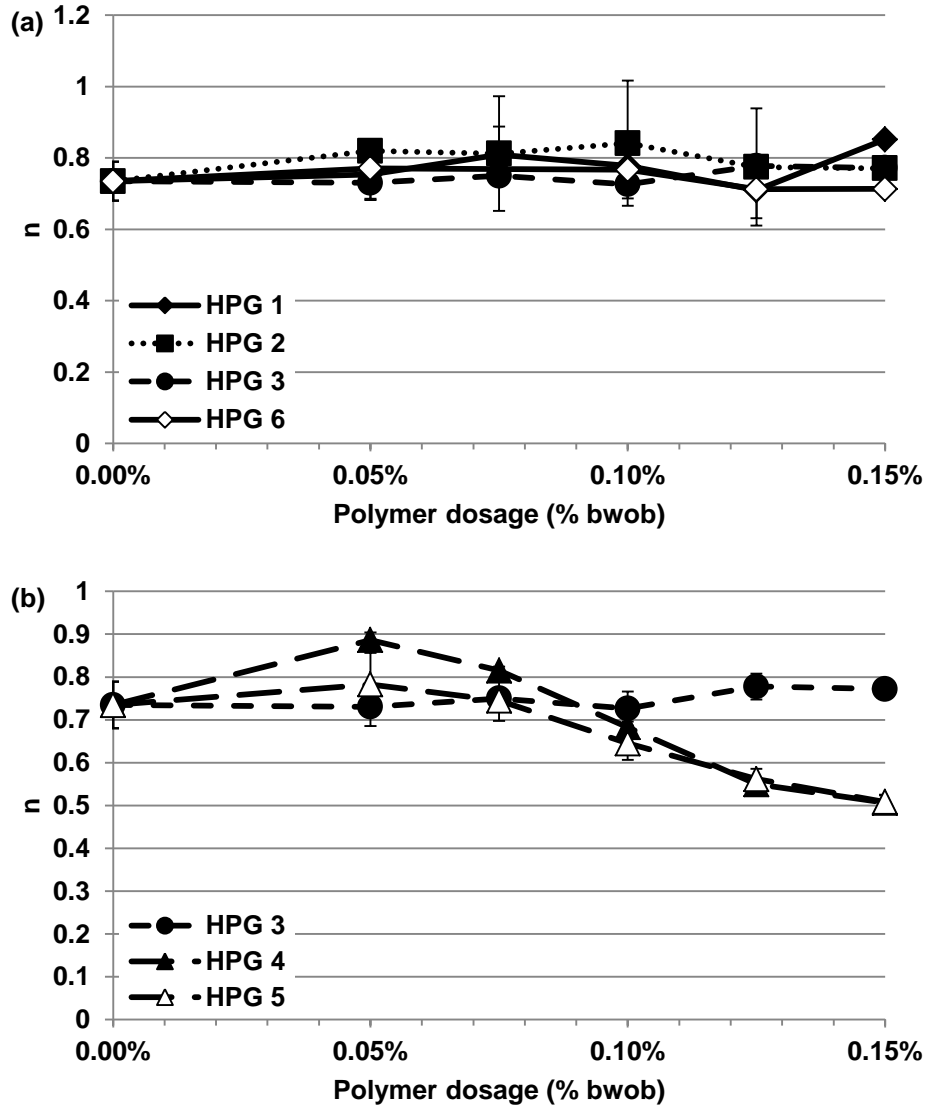 (a)
1.2
1
0.8
0.6
0.4
0.2
0
n
HPG 1
HPG 2
HPG 3
HPG 6
0.00%
0.05%
0.10%
0.15%
Polymer dosage (% bwob)
(b)
1
0.9
0.8
0.7
0.6
0.5
0.4
0.3
0.2
0.1
0
n
HPG 3
HPG 4
HPG 5
0.00%
0.05%
0.10%
0.15%
Polymer dosage (% bwob)